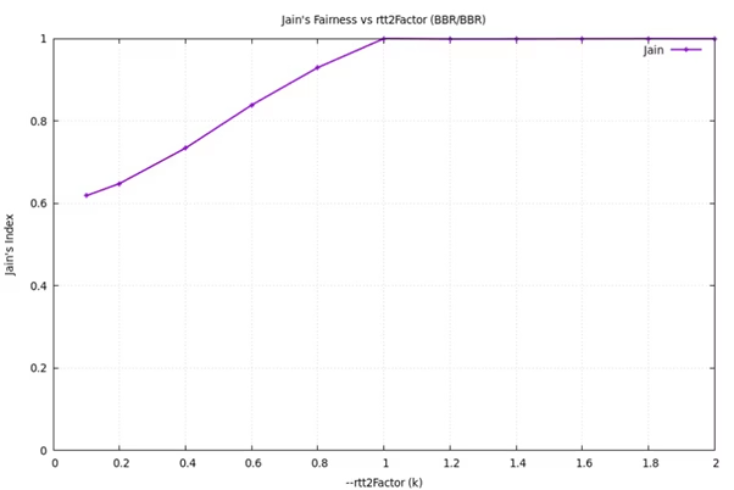 Jain's Fairness vs rtt2Factor (BBR/BBR)
Jain
1
0.8
0.6
0.4
0.2
0
Jain's Index
0 0.2 0.4 0.6 0.8 1 1.2 1.4 1.6 1.8 2
--rtt2Factor (k)